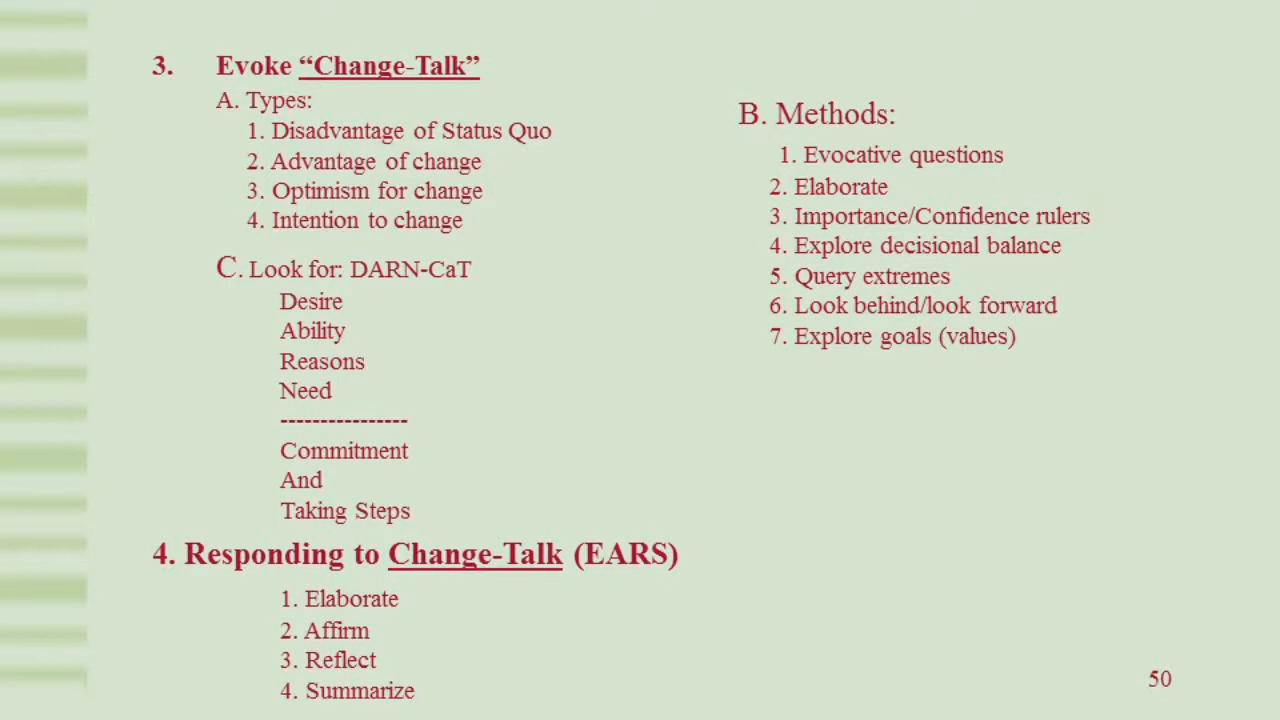 3. Evoke “Change-Talk”
A. Types:
1. Disadvantage of Status Quo
2. Advantage of change
3. Optimism for change
4. Intention to change
B. Methods:
1. Evocative questions
2. Elaborate
3. Importance/Confidence rulers
4. Explore decisional balance
5. Query extremes
6. Look behind/look forward
7. Explore goals (values)
C. Look for: DARN-CaT
Desire
Ability
Reasons
Need
----------------
Commitment
And
Taking Steps
4. Responding to Change-Talk (EARS)
1. Elaborate
2. Affirm
3. Reflect
4. Summarize
50